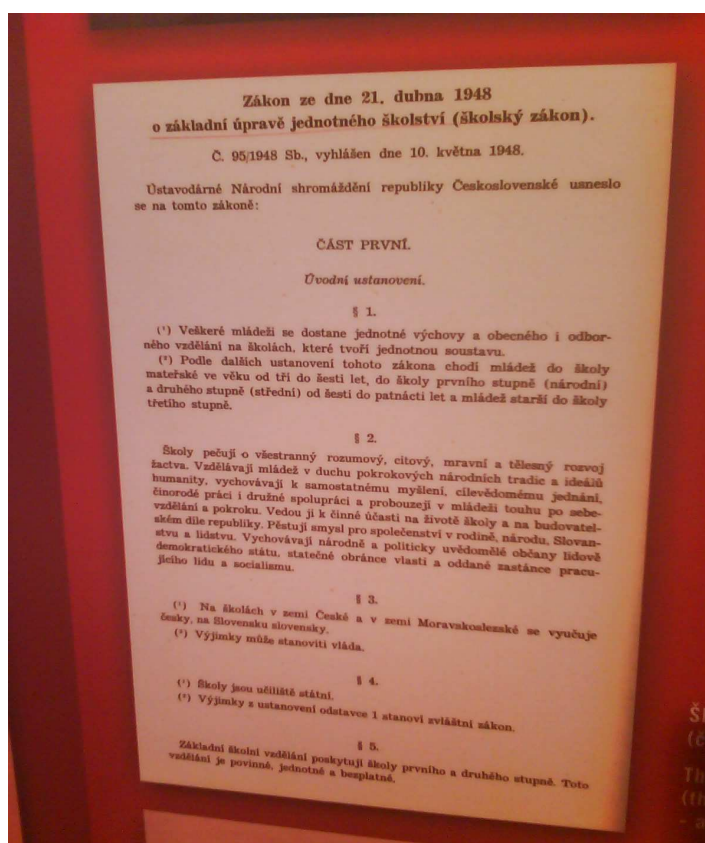 Zákon ze dne 21. dubna 1948
o základní úpravě jednotného školství (školský zákon).
Č. 95/1948 Sb., vyhlášen dne 10. května 1948.
Ústavodárné Národní shromáždění republiky Československé usneslo
se na tomto zákoně:
ČÁST PRVNÍ.
Úvodní ustanovení.
§ 1.
(¹) Veškeré mládeži se dostane jednotné výchovy a obecného i odbor-
ného vzdělání na školách, které tvoří jednotnou soustavu.
(²) Podle dalších ustanovení tohoto zákona chodí mládež do školy
mateřské ve věku od tří do šesti let, do školy prvního stupně (národní)
a druhého stupně (střední) od šesti do patnácti let a mládež starší do školy
třetího stupně.
§ 2.
Školy pečují o všestranný rozumový, citový, mravní a tělesný rozvoj
žactva. Vzdělávají mládež v duchu pokrokových národních tradic a ideálů
humanity, vychovávají k samostatnému myšlení, cílevědomému jednání,
činorodé práci i družné spolupráci a probouzejí v mládeži touhu po sebe-
vzdělání a pokroku. Vedou ji k činné účasti na životě školy a na budovatel-
ském díle republiky. Pěstují smysl pro společenství v rodině, národu, Slovan-
stvu a lidstvu. Vychovávají národně a politicky uvědomělé občany lidově
demokratického státu, statečné obránce vlasti a oddané zastánce pracu-
jícího lidu a socialismu.
§ 3.
(¹) Na školách v zemi České a v zemi Moravskoslezské se vyučuje
česky, na Slovensku slovensky.
(²) Výjimky může stanoviti vláda.
§ 4.
(¹) Školy jsou učiliště státní.
(²) Výjimky z ustanovení odstavce 1 stanoví zvláštní zákon.
§ 5.
Základní školní vzdělání poskytují školy prvního a druhého stupně. Toto
vzdělání je povinné, jednotné a bezplatné.